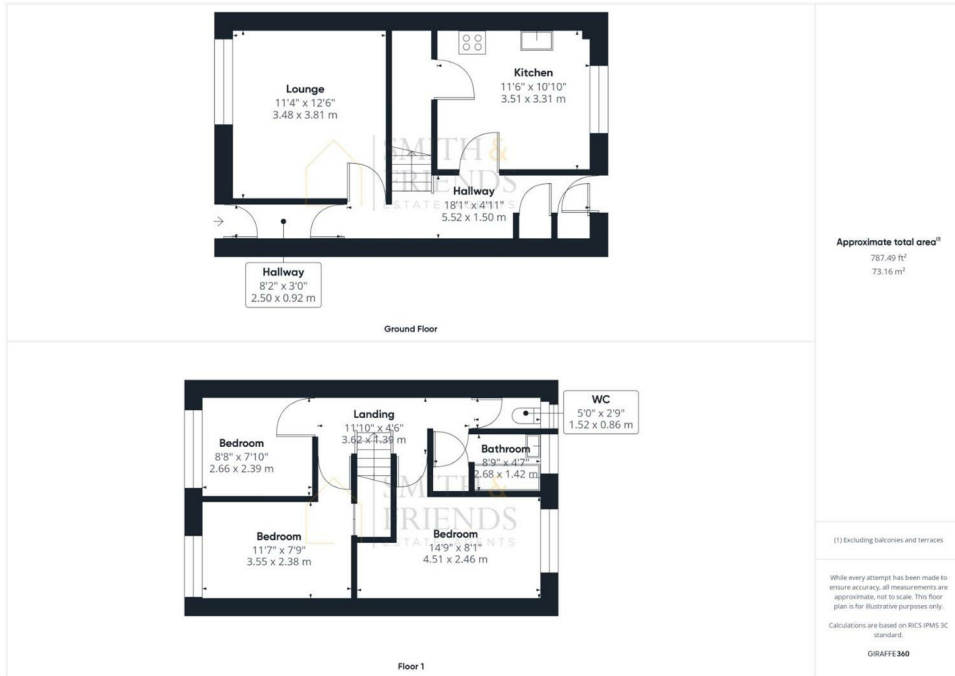 Lounge
11'4" x 12'6"
3.48 x 3.81 m
Kitchen
11'6" x 10'10"
3.51 x 3.31 m
SMITH &
FRIENDS
ESTATE AGENTS
Hallway
18'1" x 4'11"
5.52 x 1.50 m
Hallway
8'2" x 3'0"
2.50 x 0.92 m
Ground Floor
Approximate total area(1)
787.49 ft²
73.16 m²
Landing
11'10" x 4'6"
3.62 x 1.39 m
WC
5'0" x 2'9"
1.52 x 0.86 m
Bedroom
8'8" x 7'10"
2.66 x 2.39 m
Bathroom
8'9" x 4'7"
2.68 x 1.42 m
SMITH &
FRIENDS
ESTATE AGENTS
Bedroom
11'7" x 7'9"
3.55 x 2.38 m
Bedroom
14'9" x 8'1"
4.51 x 2.46 m
Floor 1
(1) Excluding balconies and terraces
While every attempt has been made to
ensure accuracy, all measurements are
approximate, not to scale. This floor
plan is for illustrative purposes only.
Calculations are based on RICS IPMS 3C
standard.
GIRAFFE360